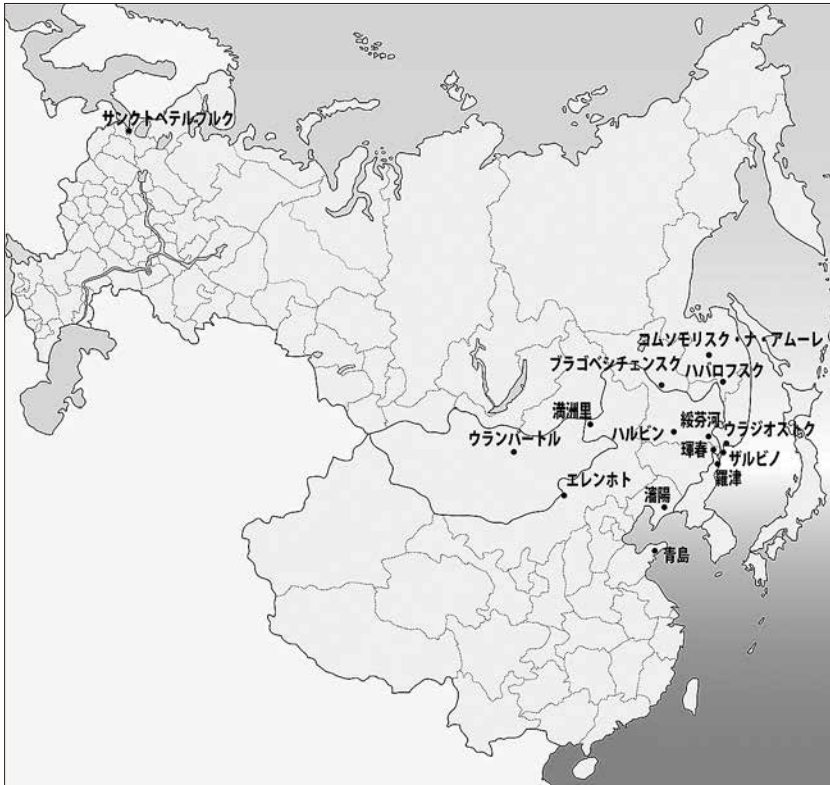 サンクトペテルブルク
コムソモリスク・ナ・アムーレ
ブラゴベシチェンスク
ハバロフスク
満洲里
綏芬河
ハルビン
ウラジオストク
ウランバートル
琿春
ザルビノ
羅津
エレンホト
瀋陽
青島